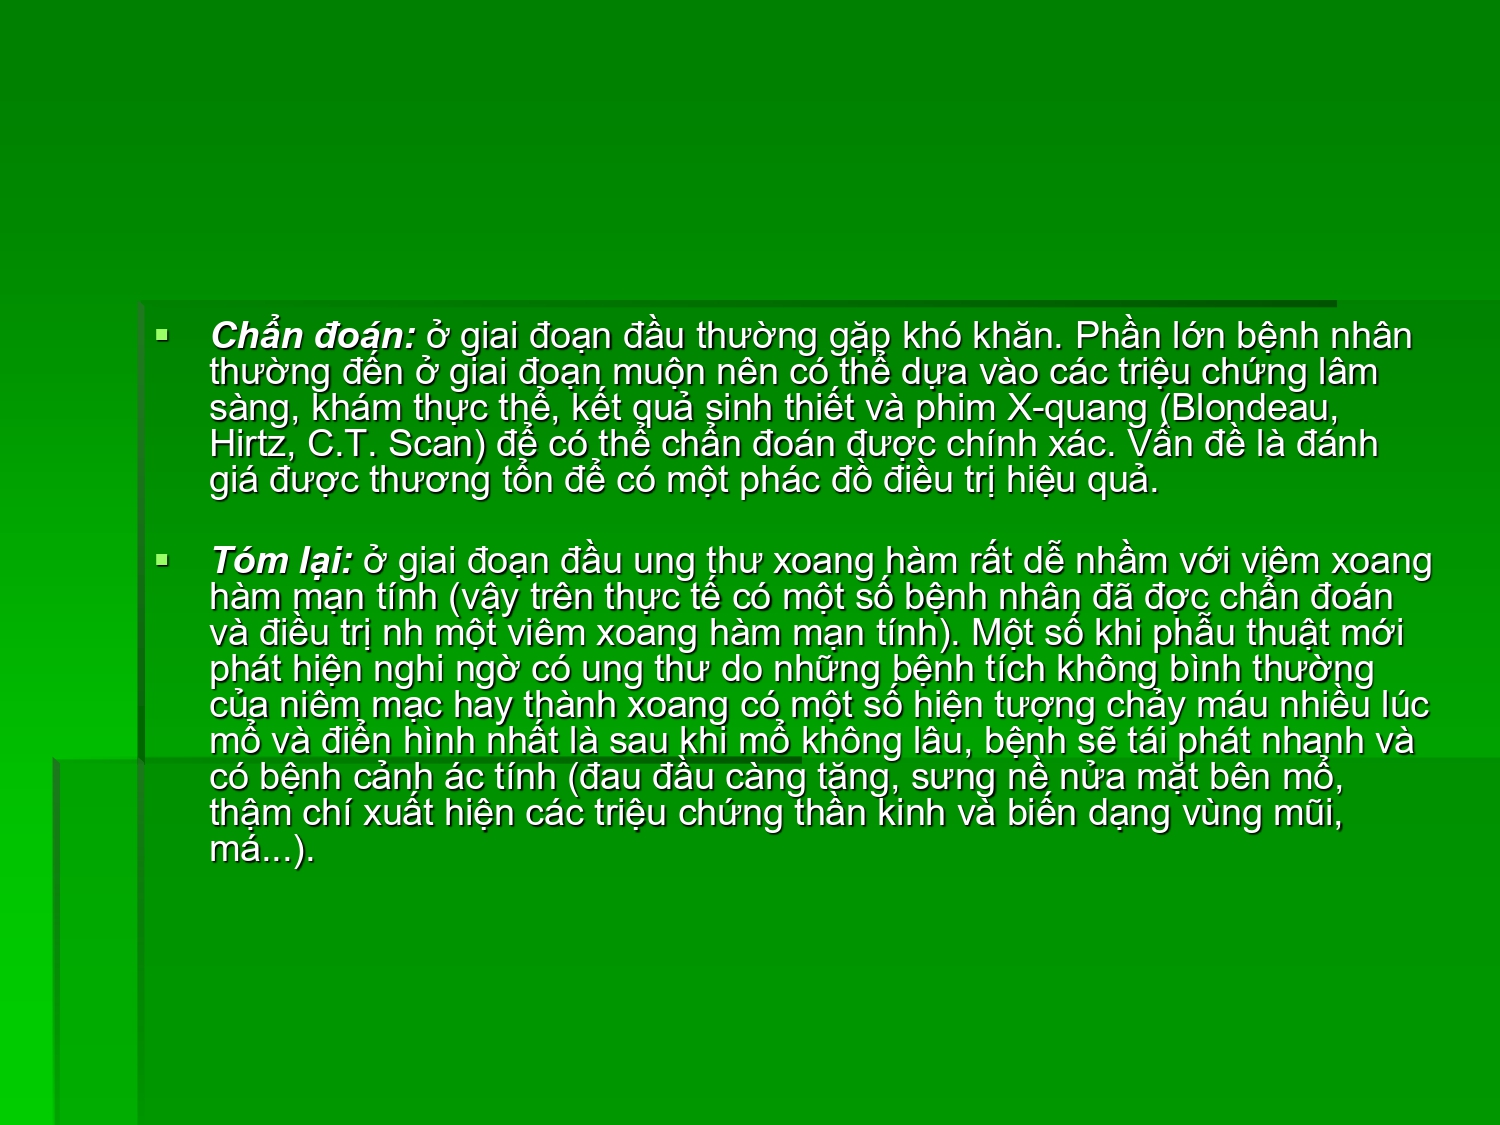 ▪ Chẩn đoán: ở giai đoạn đầu thường gặp khó khăn. Phần lớn bệnh nhân
thường đến ở giai đoạn muộn nên có thể dựa vào các triệu chứng lâm
sàng, khám thực thể, kết quả sinh thiết và phim X-quang (Blondeau,
Hirtz, C.T. Scan) để có thể chẩn đoán được chính xác. Vấn đề là đánh
giá được thương tổn để có một phác đồ điều trị hiệu quả.
▪ Tóm lại: ở giai đoạn đầu ung thư xoang hàm rất dễ nhầm với viêm xoang
hàm mạn tính (vậy trên thực tế có một số bệnh nhân đã đợc chẩn đoán
và điều trị nh một viêm xoang hàm mạn tính). Một số khi phẫu thuật mới
phát hiện nghi ngờ có ung thư do những bệnh tích không bình thường
của niêm mạc hay thành xoang có một số hiện tượng chảy máu nhiều lúc
mổ và điển hình nhất là sau khi mổ không lâu, bệnh sẽ tái phát nhanh và
có bệnh cảnh ác tính (đau đầu càng tăng, sưng nề nửa mặt bên mổ,
thậm chí xuất hiện các triệu chứng thần kinh và biến dạng vùng mũi,
má...).